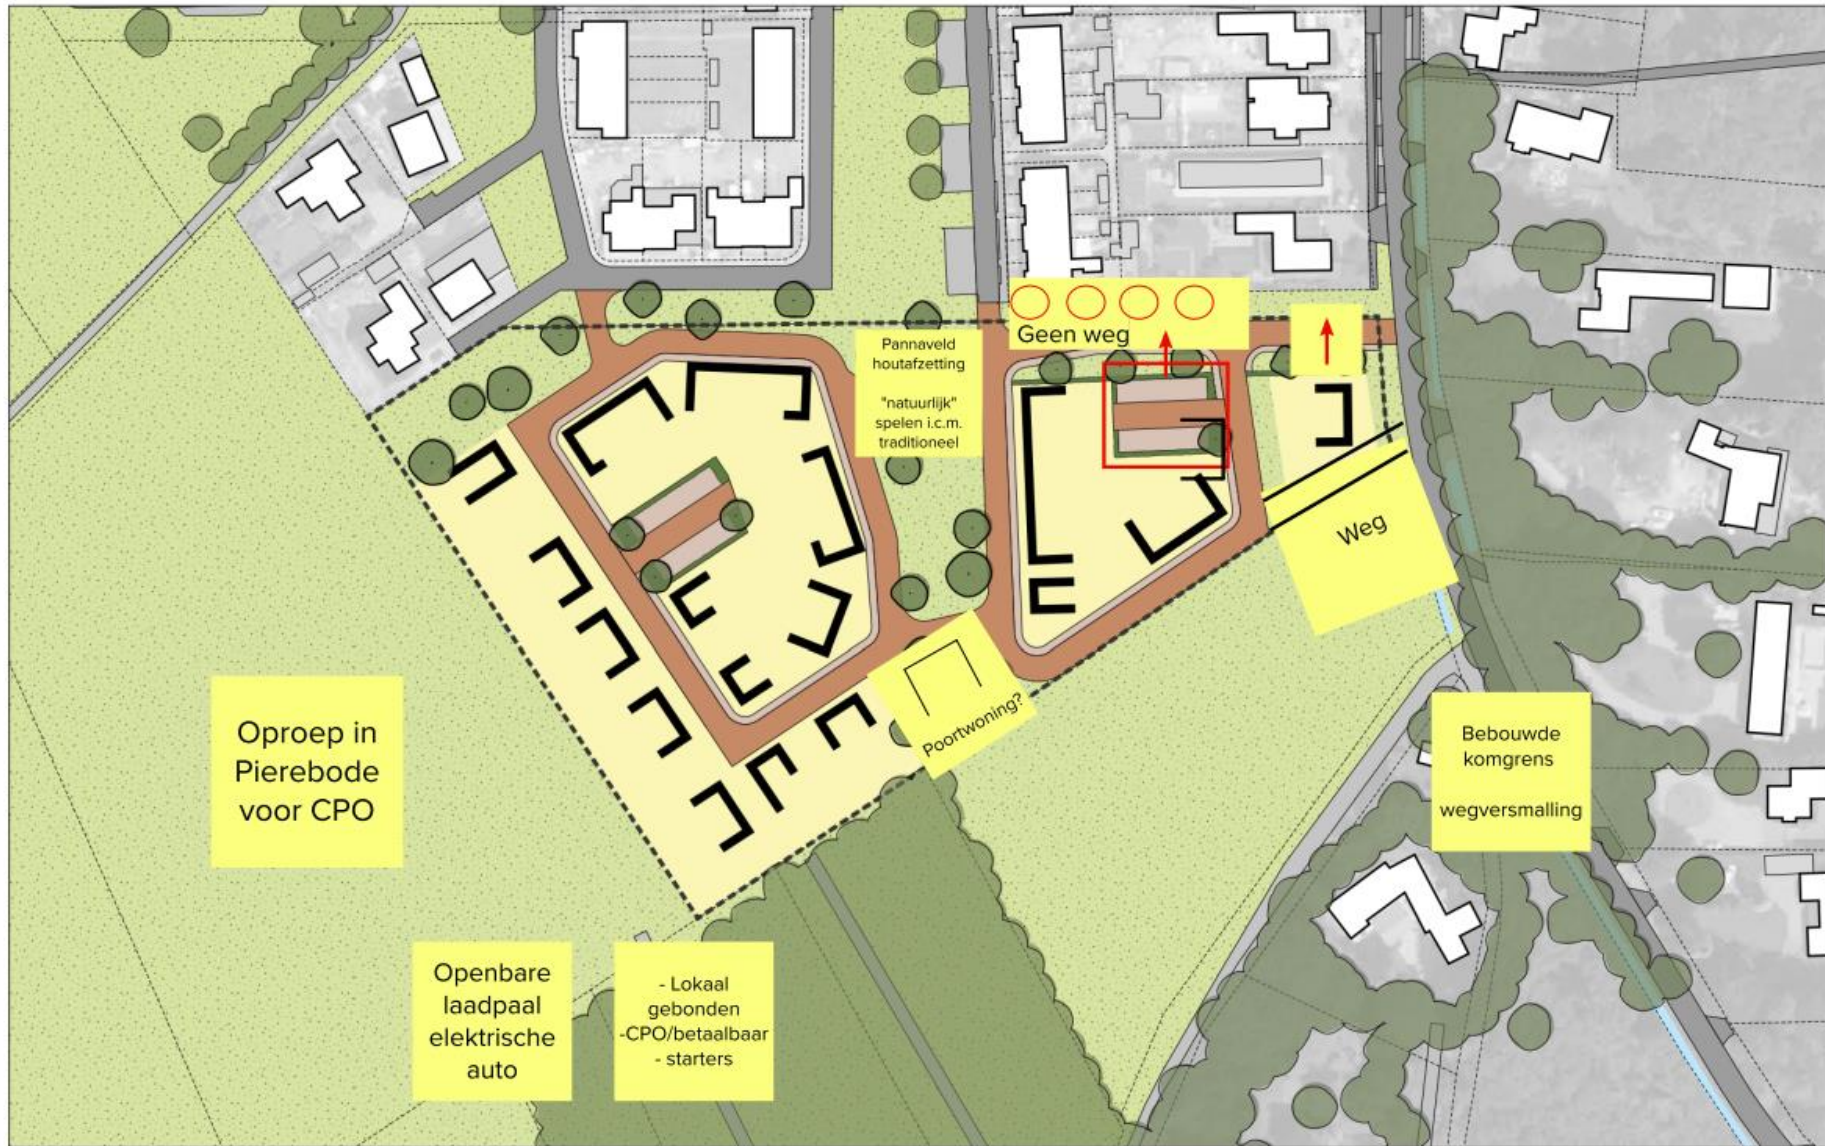 Geen weg
Pannaveld
houtafzetting
"natuurlijk"
spelen i.c.m.
traditioneel
Weg
Poortwoning?
Oproep in
Pierebode
voor CPO
Bebouwde
komgrens
wegversmalling
Openbare
laadpaal
elektrische
auto
- Lokaal
gebonden
-CPO/betaalbaar
- starters